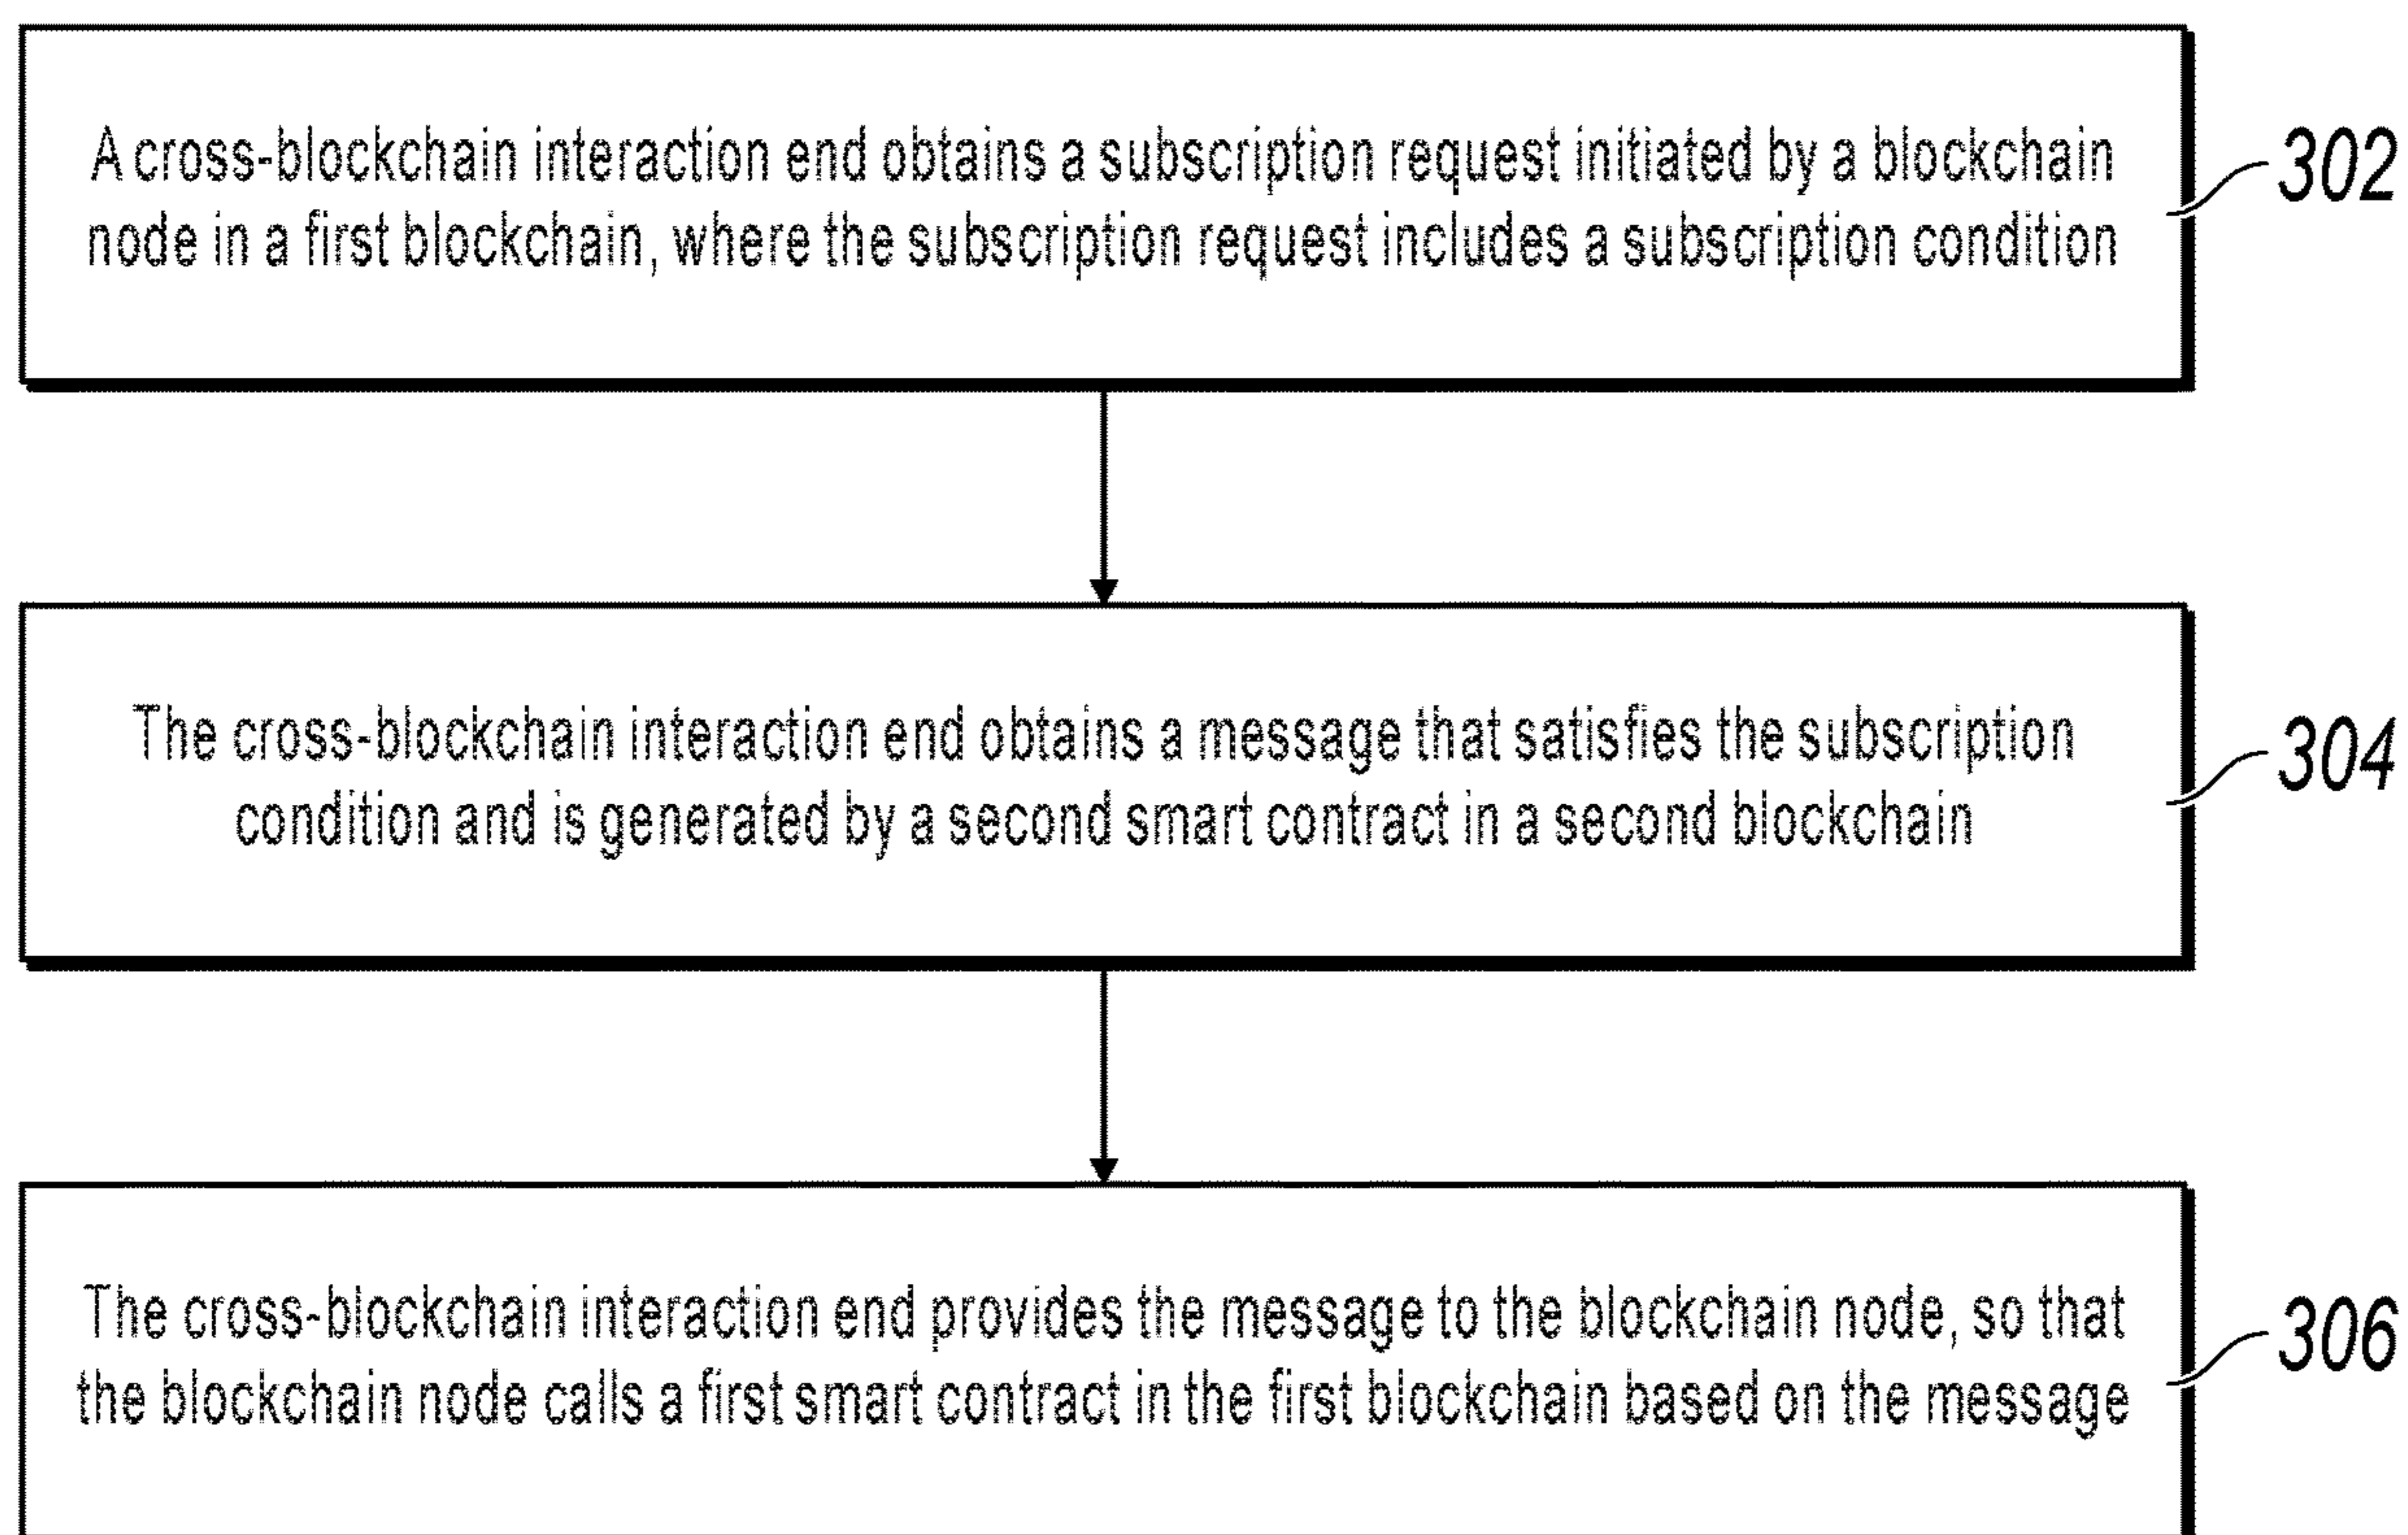 A cross-blockchain interaction end obtains a subscription request initiated by a blockchain
node in a first blockchain, where the subscription request includes a subscription condition
302
The cross-blockchain interaction end obtains a message that satisfies the subscription
condition and is generated by a second smart contract in a second blockchain
304
The cross-blockchain interaction end provides the message to the blockchain node, so that
the blockchain node calls a first smart contract in the first blockchain based on the message
306